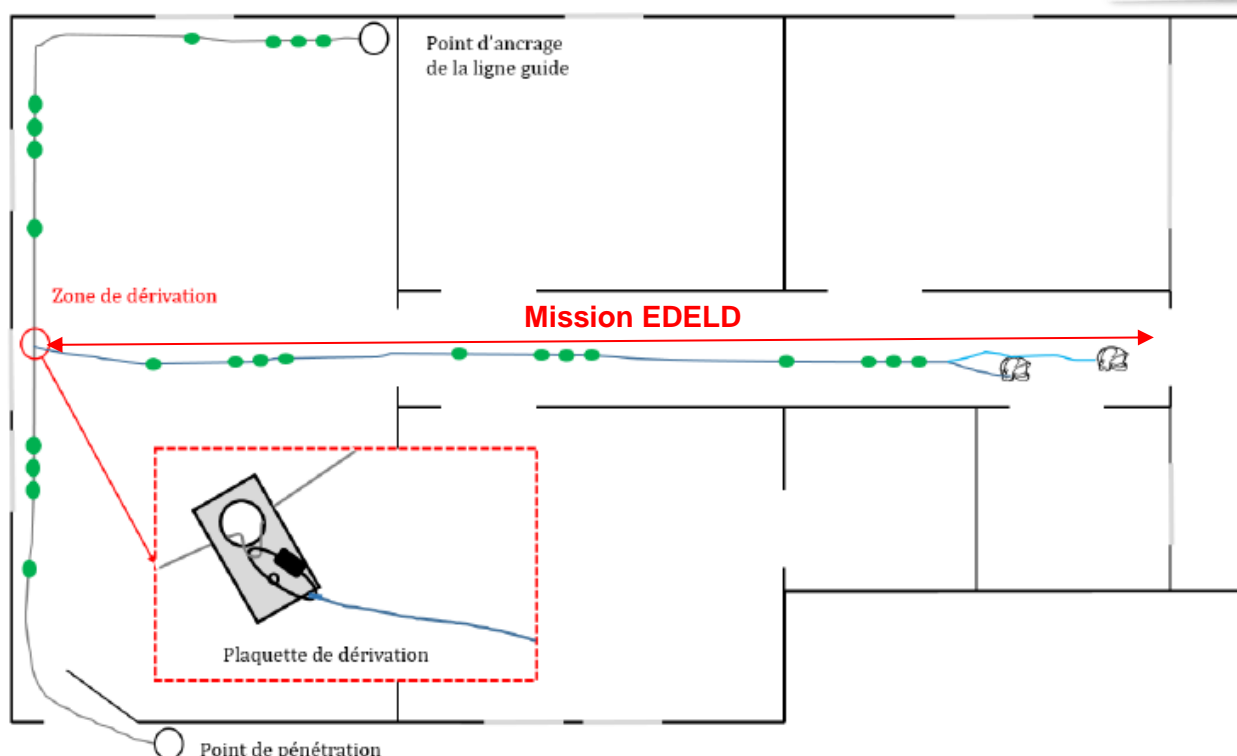 Point d'ancrage
de la ligne guide
Zone de dérivation
Mission EDELD
Plaquette de dérivation
Point de pénétration